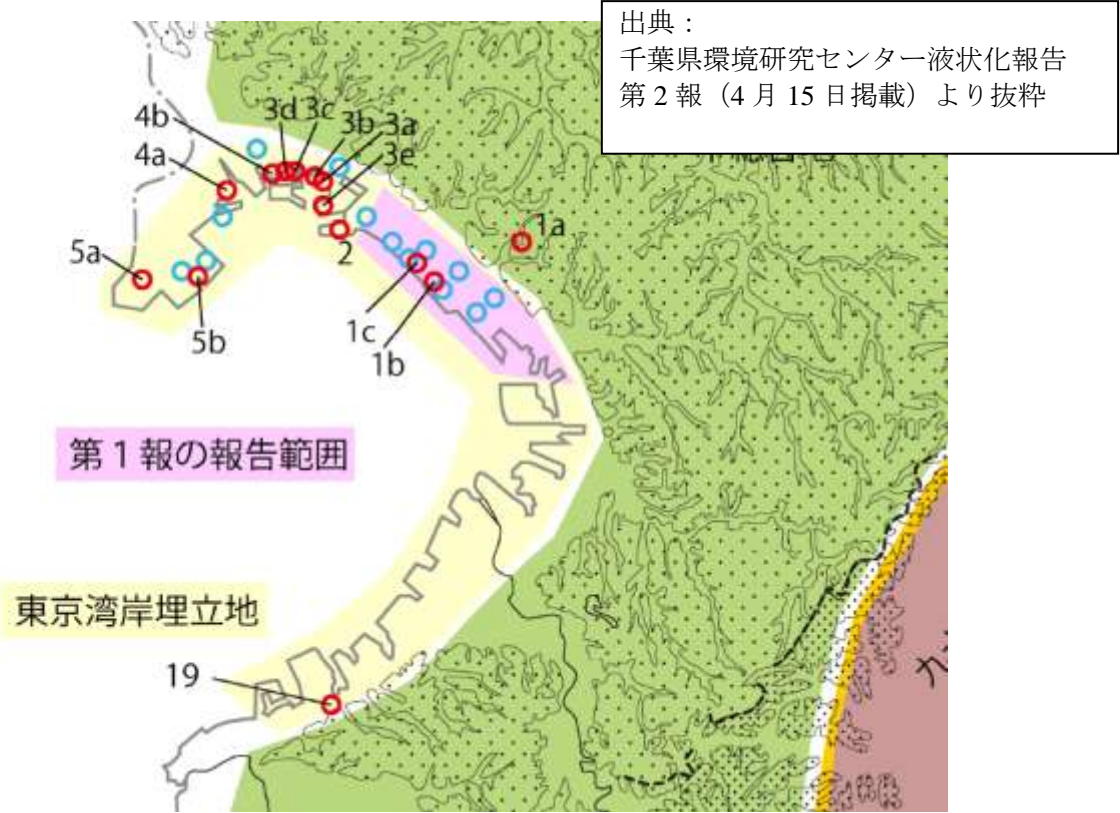 出典：
千葉県環境研究センター液状化報告
第2報（4月15日掲載）より抜粋
4b
3d
3c
3b
3a
4a
3e
1a
2
5a
5b
1c
1b
第1報の報告範囲
東京湾岸埋立地
19
九